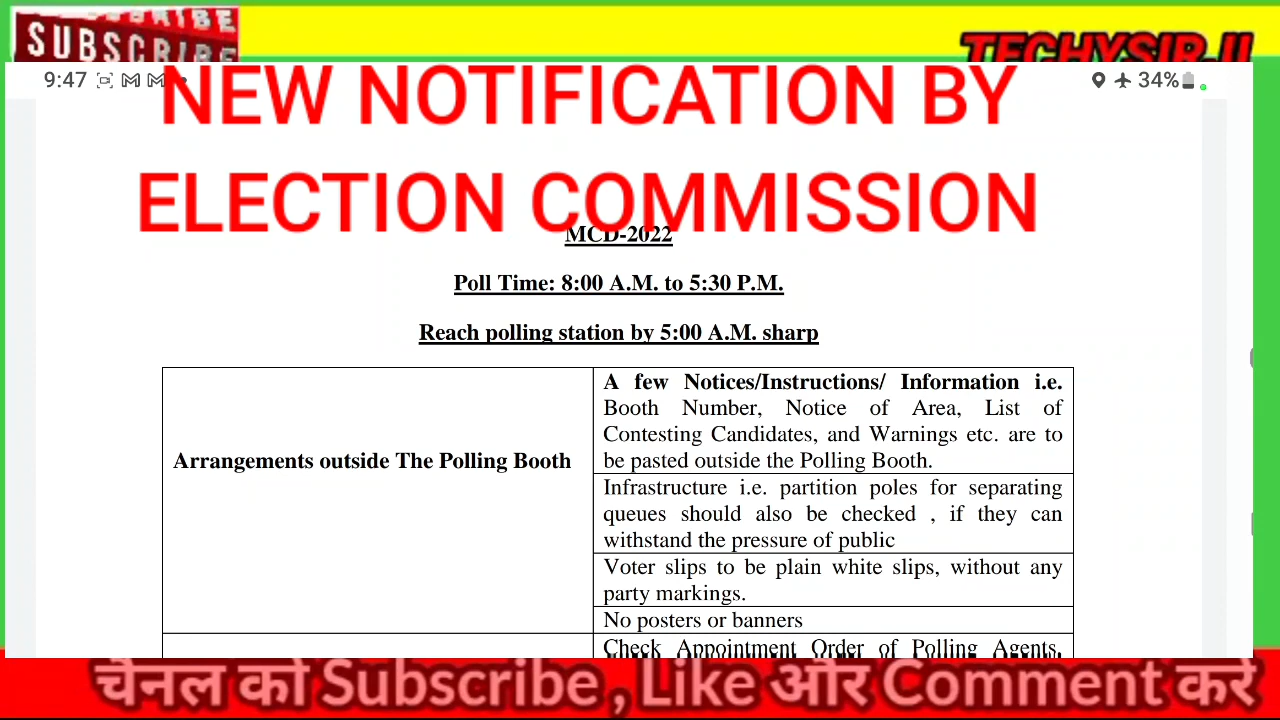 SUBSCRIBE
SUBSCRIBE
TECHYSIR JI
9:47
34%
NEW NOTIFICATION BY
ELECTION COMMISSION
MCD-2022
Poll Time: 8:00 A.M. to 5:30 P.M.
Reach polling station by 5:00 A.M. sharp
Arrangements outside The Polling Booth
A few Notices/Instructions/ Information i.e.
Booth Number, Notice of Area, List of
Contesting Candidates, and Warnings etc. are to
be pasted outside the Polling Booth.
Infrastructure i.e. partition poles for separating
queues should also be checked , if they can
withstand the pressure of public
Voter slips to be plain white slips, without any
party markings.
No posters or banners
Check Appointment Order of Polling Agents,
चैनल को Subscribe , Like और Comment करें